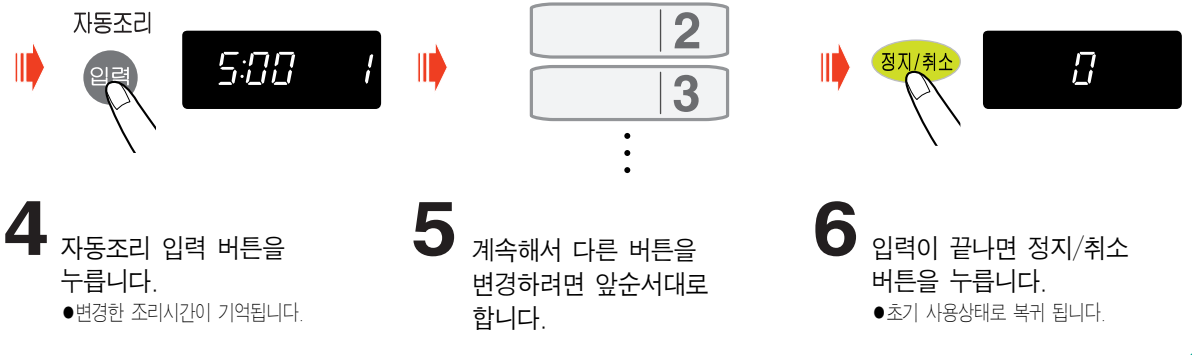 자동조리
입력
5:00 1
2
3
정지/취소
0
4 자동조리 입력 버튼을
누릅니다.
●변경한 조리시간이 기억됩니다.
5 계속해서 다른 버튼을
변경하려면 앞순서대로
합니다.
6 입력이 끝나면 정지/취소
버튼을 누릅니다.
●초기 사용상태로 복귀 됩니다.